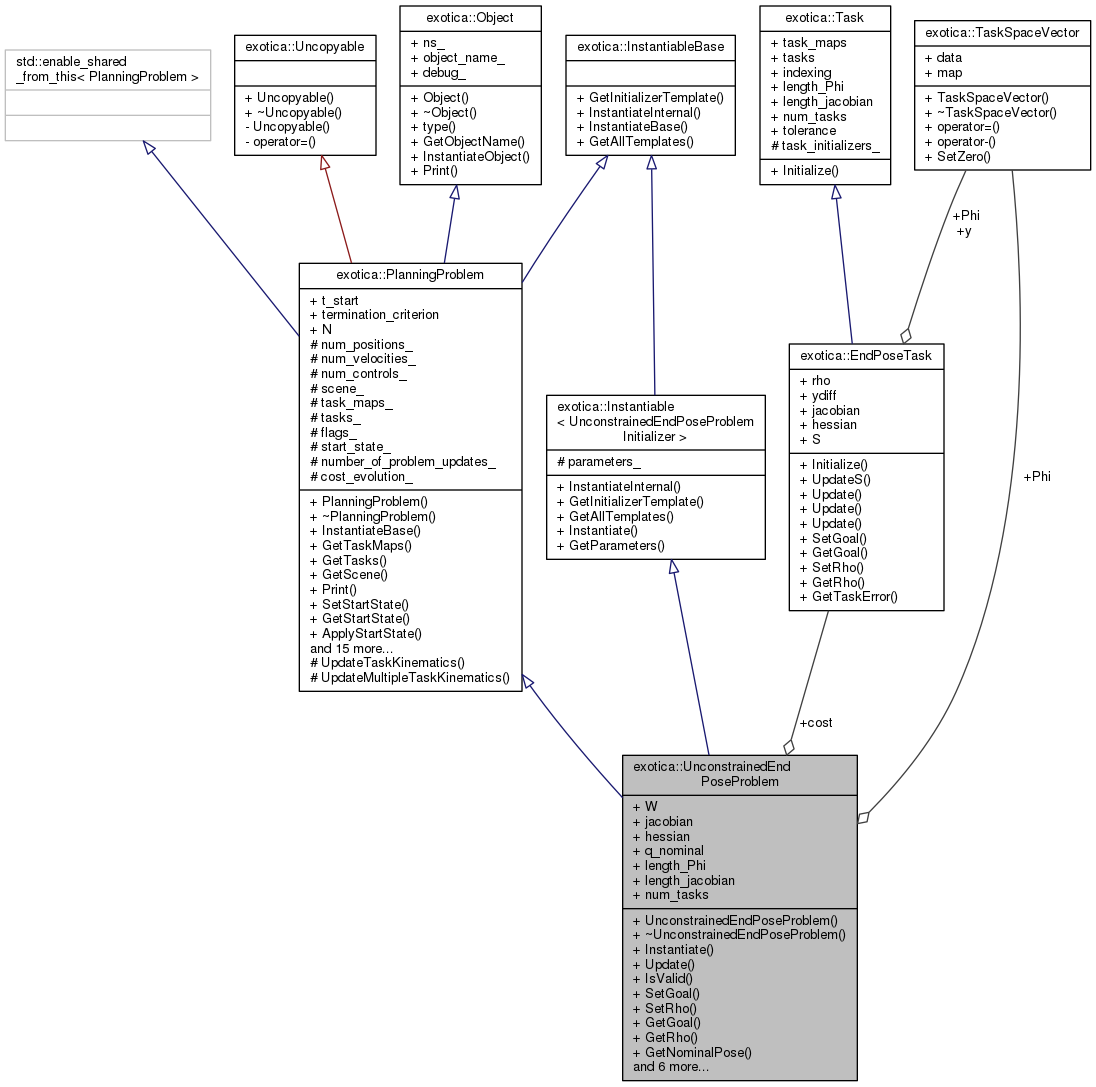 std::enable_shared
_from_this< PlanningProblem >
exotica::Uncopyable
+ Uncopyable()
+ ~Uncopyable()
- Uncopyable()
- operator=()
exotica::Object
+ ns_
+ object_name_
+ debug_
+ Object()
+ ~Object()
+ type()
+ GetObjectName()
+ InstantiateObject()
+ Print()
exotica::InstantiableBase
+ GetInitializerTemplate()
+ InstantiateInternal()
+ InstantiateBase()
+ GetAllTemplates()
exotica::Task
+ task_maps
+ tasks
+ indexing
+ length_Phi
+ length_jacobian
+ num_tasks
+ tolerance
# task_initializers_
+ Initialize()
exotica::TaskSpaceVector
+ data
+ map
+ TaskSpaceVector()
+ ~TaskSpaceVector()
+ operator=()
+ operator-()
+ SetZero()
+Phi
+y
exotica::PlanningProblem
+ t_start
+ termination_criterion
+ N
# num_positions_
# num_velocities_
# num_controls_
# scene_
# task_maps_
# tasks_
# flags_
# start_state_
# number_of_problem_updates_
# cost_evolution_
+ PlanningProblem()
+ ~PlanningProblem()
+ InstantiateBase()
+ GetTaskMaps()
+ GetTasks()
+ GetScene()
+ Print()
+ SetStartState()
+ GetStartState()
+ ApplyStartState()
and 15 more...
# UpdateTaskKinematics()
# UpdateMultipleTaskKinematics()
exotica::Instantiable
< UnconstrainedEndPoseProblem
Initializer >
# parameters_
+ InstantiateInternal()
+ GetInitializerTemplate()
+ GetAllTemplates()
+ Instantiate()
+ GetParameters()
exotica::EndPoseTask
+ rho
+ ydiff
+ jacobian
+ hessian
+ S
+ Initialize()
+ UpdateS()
+ Update()
+ Update()
+ Update()
+ SetGoal()
+ GetGoal()
+ SetRho()
+ GetRho()
+ GetTaskError()
+Phi
+cost
exotica::UnconstrainedEnd
PoseProblem
+ W
+ jacobian
+ hessian
+ q_nominal
+ length_Phi
+ length_jacobian
+ num_tasks
+ UnconstrainedEndPoseProblem()
+ ~UnconstrainedEndPoseProblem()
+ Instantiate()
+ Update()
+ IsValid()
+ SetGoal()
+ SetRho()
+ GetGoal()
+ GetRho()
+ GetNominalPose()
and 6 more...